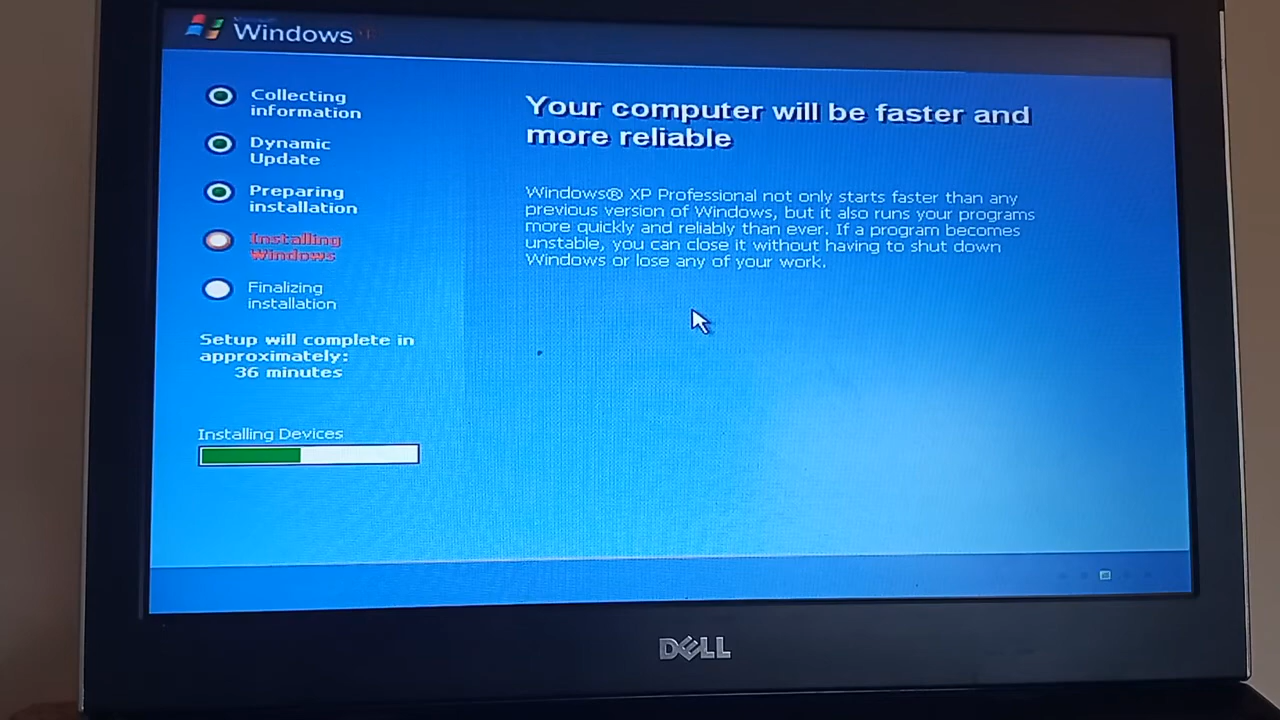 Windows
Collecting
information
Dynamic
Update
Preparing
installation
Installing
Windows
Finalizing
installation
Setup will complete in
approximately:
36 minutes
Installing Devices
Your computer will be faster and
more reliable
Windows® XP Professional not only starts faster than any
previous version of Windows, but it also runs your programs
more quickly and reliably than ever. If a program becomes
unstable, you can close it without having to shut down
Windows or lose any of your work.
DELL